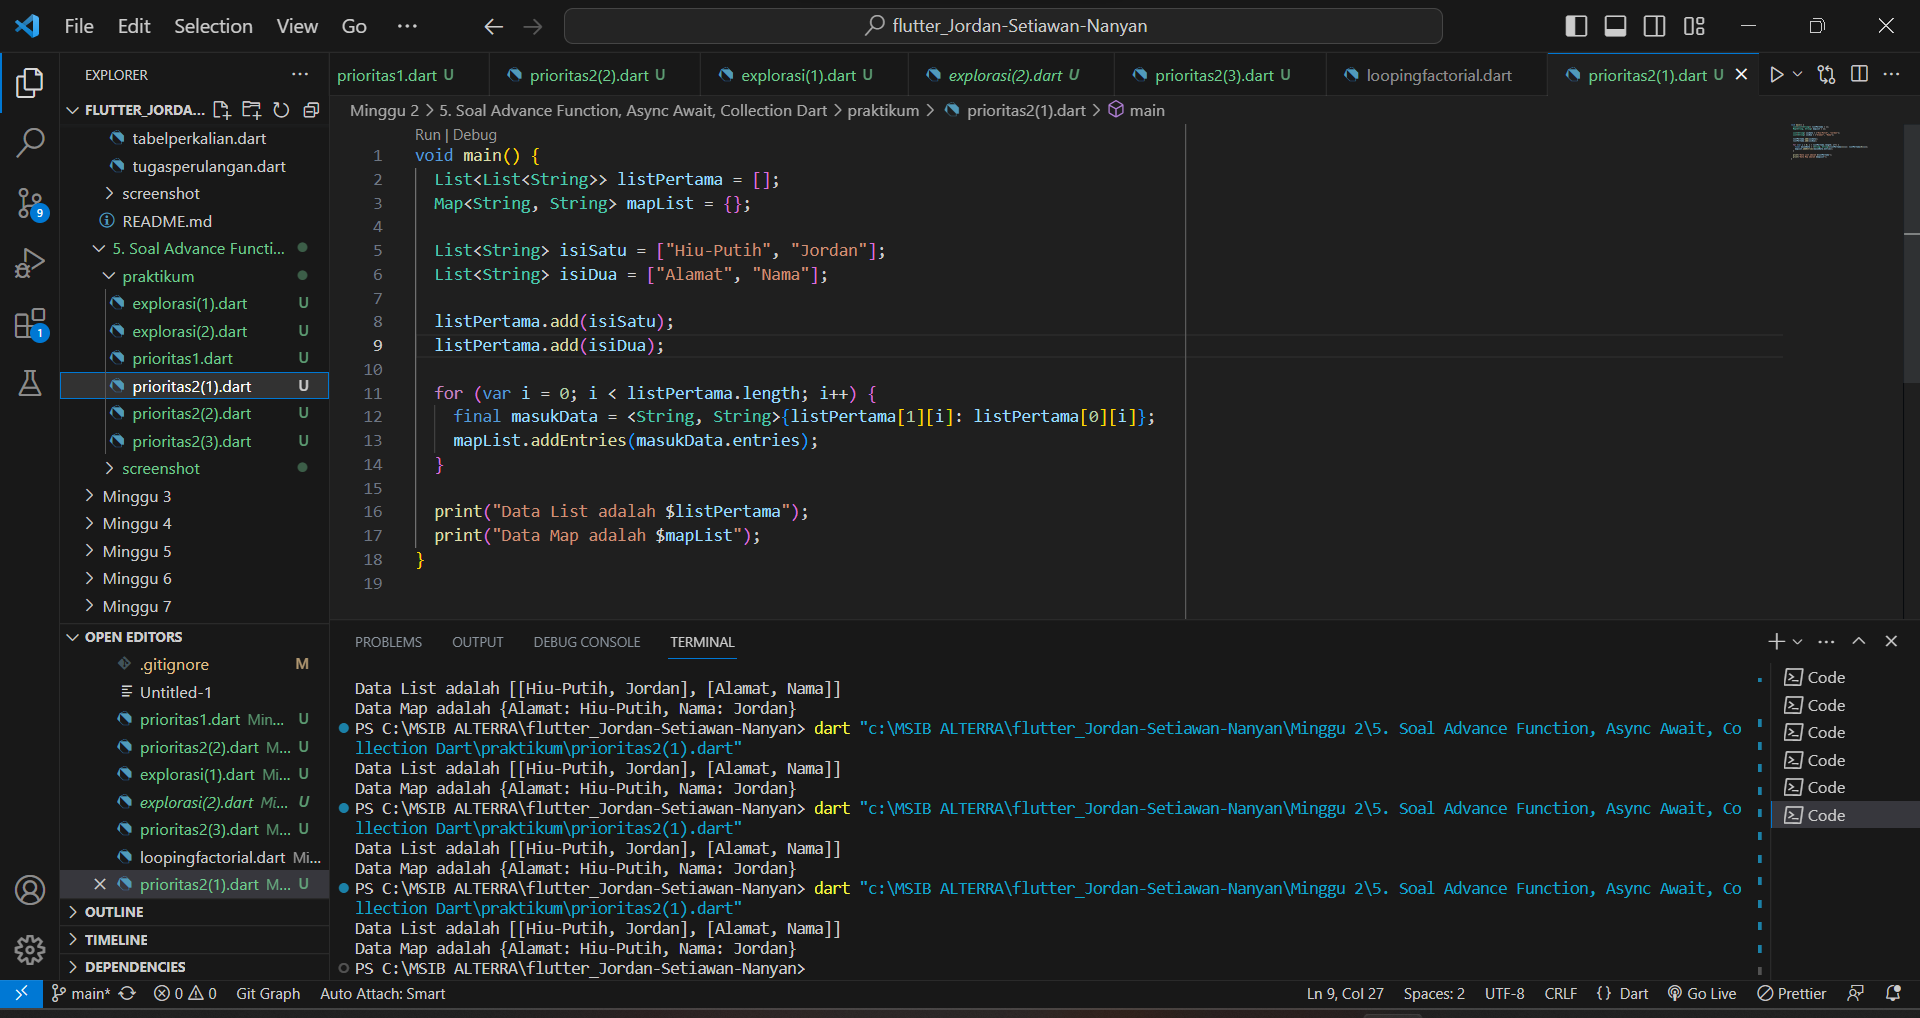 File Edit Selection View Go ···
flutter_Jordan-Setiawan-Nanyan
EXPLORER
FLUTTER_JORDA...
tabelperkalian.dart
tugasperulangan.dart
screenshot
README.md
5. Soal Advance Functi...
praktikum
explorasi(1).dart U
explorasi(2).dart U
prioritas1.dart U
prioritas2(1).dart U
prioritas2(2).dart U
prioritas2(3).dart U
screenshot
Minggu 3
Minggu 4
Minggu 5
Minggu 6
Minggu 7
9
1
OPEN EDITORS
.gitignore M
Untitled-1
prioritas1.dart Min... U
prioritas2(2).dart M... U
explorasi(1).dart Mi... U
explorasi(2).dart Mi... U
prioritas2(3).dart M... U
loopingfactorial.dart Mi...
prioritas2(1).dart M... U
OUTLINE
TIMELINE
DEPENDENCIES
prioritas1.dart U prioritas2(2).dart U explorasi(1).dart U explorasi(2).dart U prioritas2(3).dart U loopingfactorial.dart prioritas2(1).dart U
Minggu 2 > 5. Soal Advance Function, Async Await, Collection Dart > praktikum > prioritas2(1).dart > main
Run | Debug
1 void main() {
2 List<List<String>> listPertama = [];
3 Map<String, String> mapList = {};
4
5 List<String> isiSatu = ["Hiu-Putih", "Jordan"];
6 List<String> isiDua = ["Alamat", "Nama"];
7
8 listPertama.add(isiSatu);
9 listPertama.add(isiDua);
10
11 for (var i = 0; i < listPertama.length; i++) {
12 final masukData = <String, String>{listPertama[1][i]: listPertama[0][i]};
13 mapList.addEntries(masukData.entries);
14 }
15
16 print("Data List adalah $listPertama");
17 print("Data Map adalah $mapList");
18 }
19
PROBLEMS OUTPUT DEBUG CONSOLE TERMINAL
Data List adalah [[Hiu-Putih, Jordan], [Alamat, Nama]]
Data Map adalah {Alamat: Hiu-Putih, Nama: Jordan}
PS C:\MSIB ALTERRA\flutter_Jordan-Setiawan-Nanyan> dart "c:\MSIB ALTERRA\flutter_Jordan-Setiawan-Nanyan\Minggu 2\5. Soal Advance Function, Async Await, Co
llection Dart\praktikum\prioritas2(1).dart"
Data List adalah [[Hiu-Putih, Jordan], [Alamat, Nama]]
Data Map adalah {Alamat: Hiu-Putih, Nama: Jordan}
PS C:\MSIB ALTERRA\flutter_Jordan-Setiawan-Nanyan> dart "c:\MSIB ALTERRA\flutter_Jordan-Setiawan-Nanyan\Minggu 2\5. Soal Advance Function, Async Await, Co
llection Dart\praktikum\prioritas2(1).dart"
Data List adalah [[Hiu-Putih, Jordan], [Alamat, Nama]]
Data Map adalah {Alamat: Hiu-Putih, Nama: Jordan}
PS C:\MSIB ALTERRA\flutter_Jordan-Setiawan-Nanyan> dart "c:\MSIB ALTERRA\flutter_Jordan-Setiawan-Nanyan\Minggu 2\5. Soal Advance Function, Async Await, Co
llection Dart\praktikum\prioritas2(1).dart"
Data List adalah [[Hiu-Putih, Jordan], [Alamat, Nama]]
Data Map adalah {Alamat: Hiu-Putih, Nama: Jordan}
PS C:\MSIB ALTERRA\flutter_Jordan-Setiawan-Nanyan>
Code
Code
Code
Code
Code
Code
main* 0 0 Git Graph Auto Attach: Smart Ln 9, Col 27 Spaces: 2 UTF-8 CRLF {} Dart Go Live Prettier